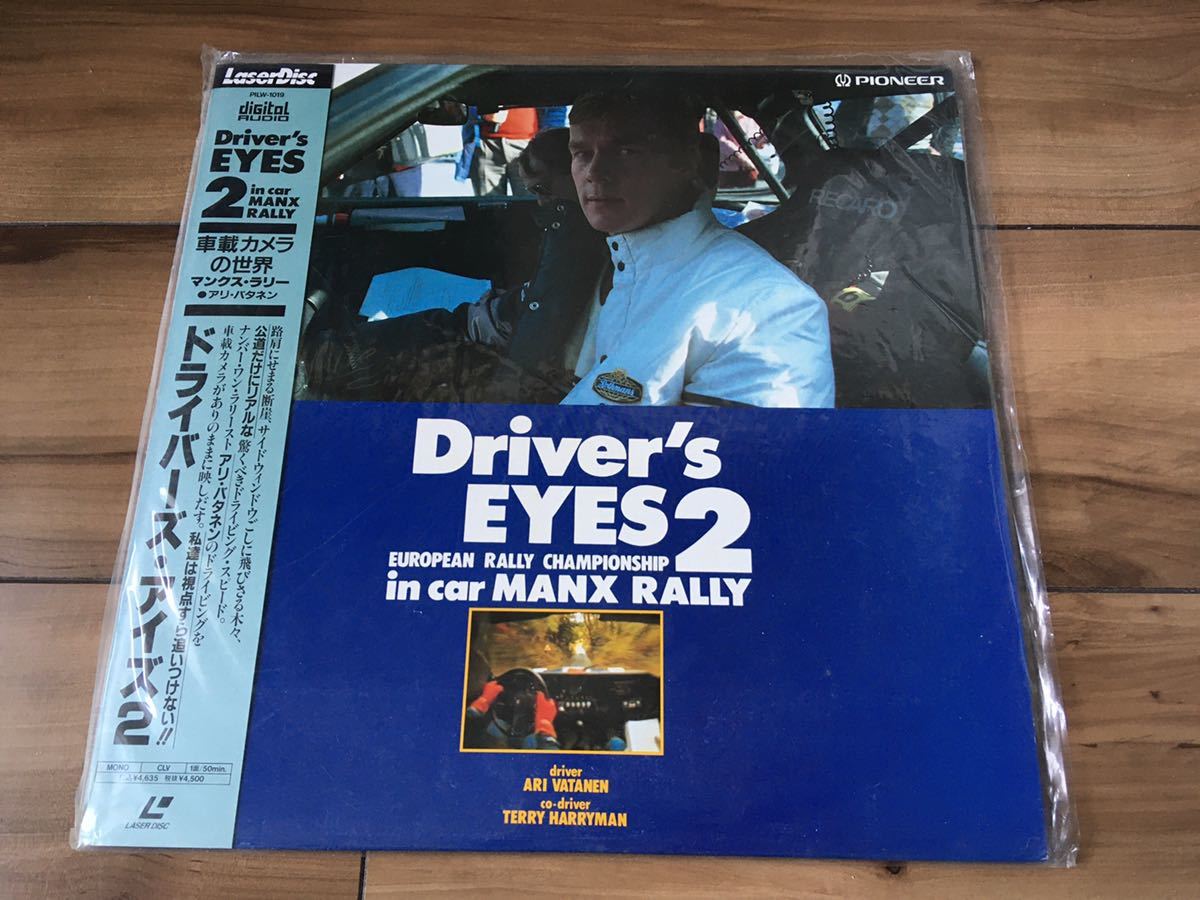 LaserDisc
PILW-1019
digital
AUDIO
Driver's
EYES
2 in car
MANX
RALLY
車載カメラ
の世界
マンクス・ラリー
●アリ・バタネン
路肩にせまる断崖、サイドウィンドウごしに飛びさる木々、
公道だけにリアルな驚くべきドライビング・スピード。
ナンバー・ワン・ラリースト アリ・バタネンのドライビングを
車載カメラがありのままに映しだす。私達は視点すら追いつけない!!
ドライバーズ・アイズ2
MONO CLV 1面/50min.
¥4,635 税抜¥4,500
LASER DISC
PIONEER
RECARO
Rothmans
Driver's
EYES 2
EUROPEAN RALLY CHAMPIONSHIP
in car MANX RALLY
driver
ARI VATANEN
co-driver
TERRY HARRYMAN